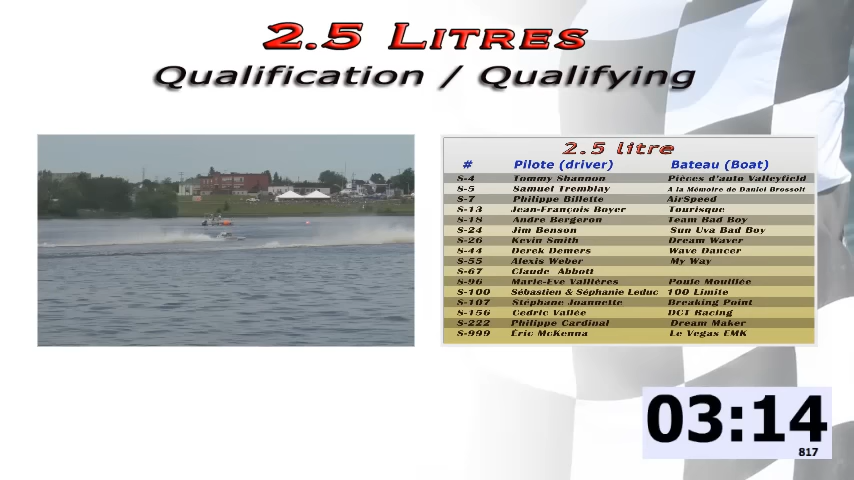 2.5 LITRES
Qualification / Qualifying
2.5 litre
# Pilote (driver) Bateau (Boat)
S-4 Tommy Shannon Pièces d'auto Valleyfield
S-5 Samuel Tremblay A la Mémoire de Daniel Brossoit
S-7 Philippe Billette AirSpeed
S-13 Jean-François Boyer Tourisque
S-18 Andre Bergeron Team Bad Boy
S-24 Jim Benson Sun Uva Bad Boy
S-26 Kevin Smith Dream Waver
S-44 Derek Demers Wave Dancer
S-55 Alexis Weber My Way
S-67 Claude Abbott
S-96 Marie-Eve Vallières Poule Mouillée
S-100 Sébastien & Séphanie Leduc 100 Limite
S-107 Stéphane Joannette Breaking Point
S-156 Cedric Vallée DCT Racing
S-222 Philippe Cardinal Dream Maker
S-999 Éric McKenna Le Vegas EMK
03:14
817